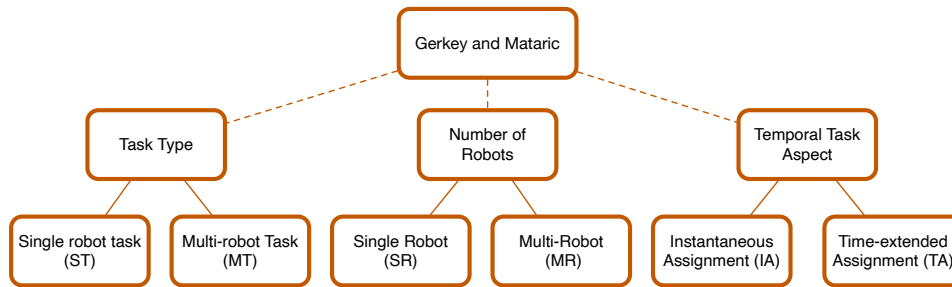 Gerkey and Mataric
Task Type
Number of
Robots
Temporal Task
Aspect
Single robot task
(ST)
Multi-robot Task
(MT)
Single Robot
(SR)
Multi-Robot
(MR)
Instantaneous
Assignment (IA)
Time-extended
Assignment (TA)